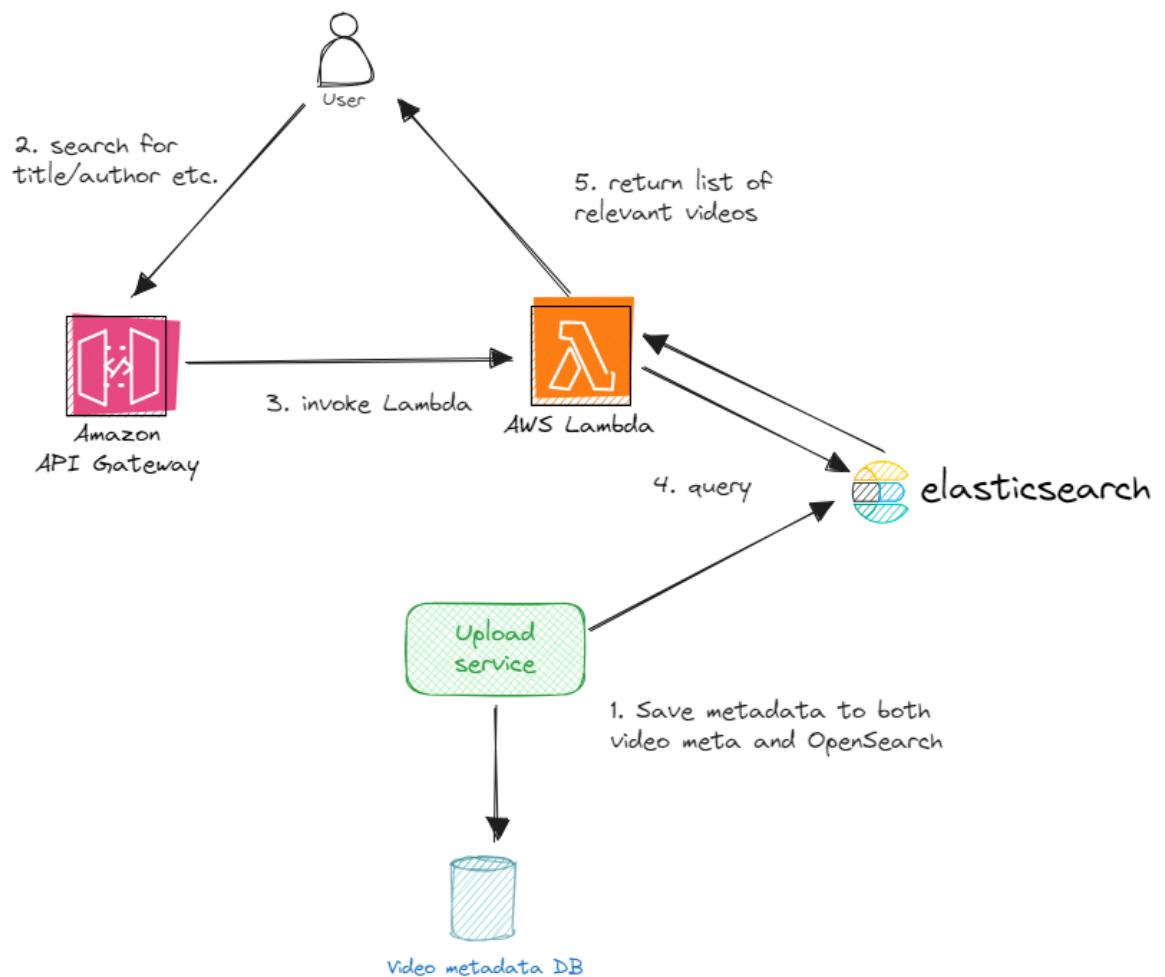 User
2. search for
title/author etc.
5. return list of
relevant videos
3. invoke Lambda
AWS Lambda
Amazon
API Gateway
4. query
elasticsearch
Upload
service
1. Save metadata to both
video meta and OpenSearch
Video metadata DB